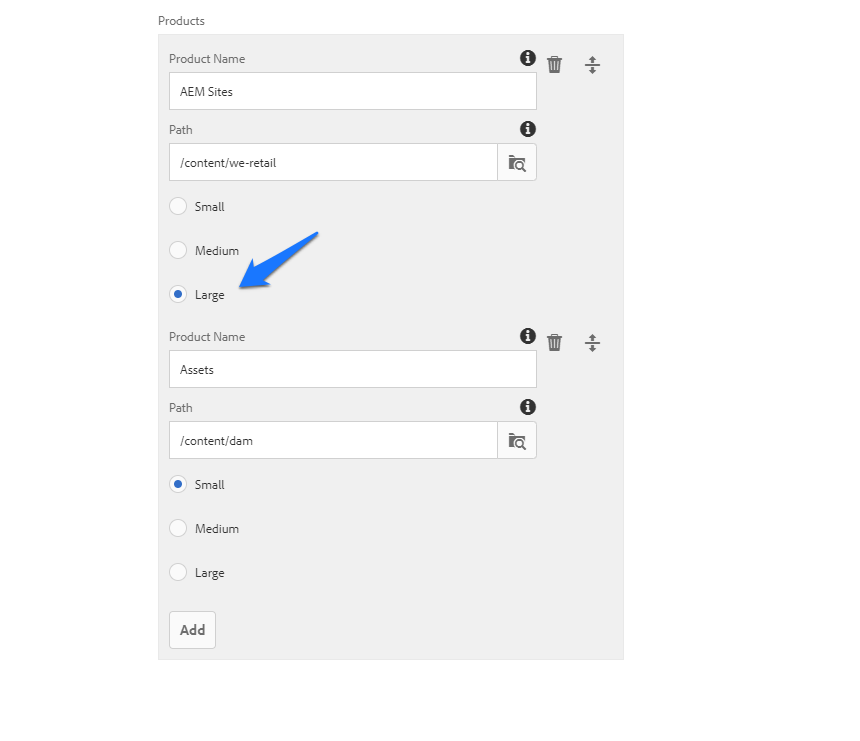 Products
Product Name
AEM Sites
Path
/content/we-retail
Small
Medium
Large
Product Name
Assets
Path
/content/dam
Small
Medium
Large
Add